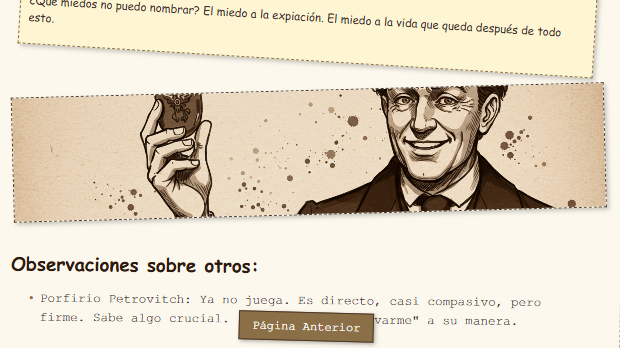 ¿Qué miedos no puedo nombrar? El miedo a la expiación. El miedo a la vida que queda después de todo
esto.
Observaciones sobre otros:
• Porfirio Petrovitch: Ya no juega. Es directo, casi compasivo, pero
firme. Sabe algo crucial. varme" a su manera.
Página Anterior